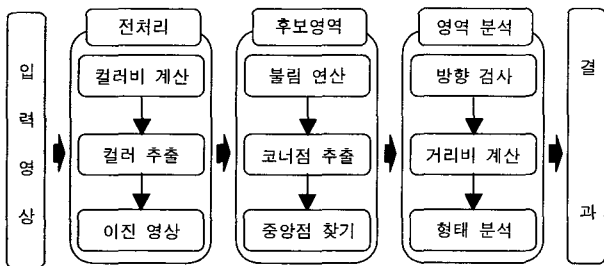 입력영상
전처리
컬러비 계산
컬러 추출
이진 영상
후보영역
불림 연산
코너점 추출
중앙점 찾기
영역 분석
방향 검사
거리비 계산
형태 분석
결과